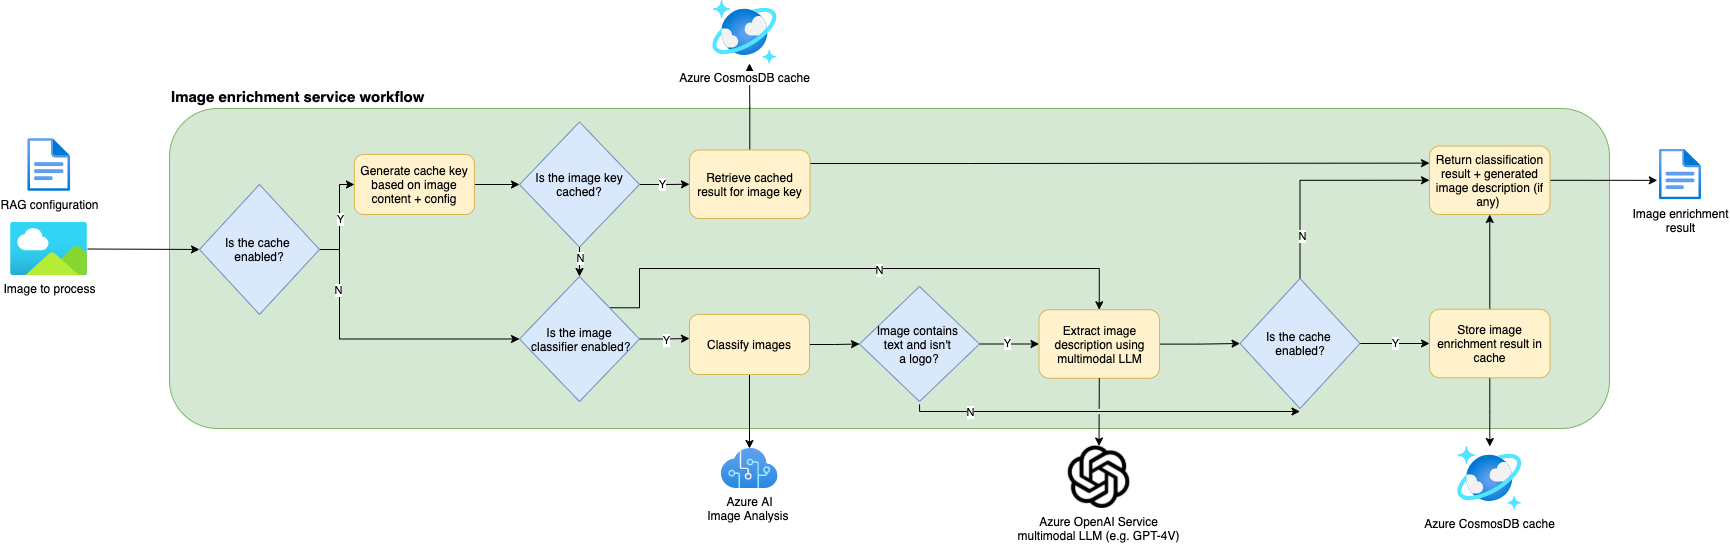 Azure CosmosDB cache
Image enrichment service workflow
RAG configuration
Image to process
Is the cache
enabled?
Y
N
Generate cache key
based on image
content + config
Is the image key
cached?
Y
N
Retrieve cached
result for image key
Return classification
result + generated
image description (if
any)
Image enrichment
result
Is the image
classifier enabled?
N
Y
Classify images
Image contains
text and isn't
a logo?
Y
N
Extract image
description using
multimodal LLM
Is the cache
enabled?
N
Y
Store image
enrichment result in
cache
Azure AI
Image Analysis
Azure OpenAI Service
multimodal LLM (e.g. GPT-4V)
Azure CosmosDB cache